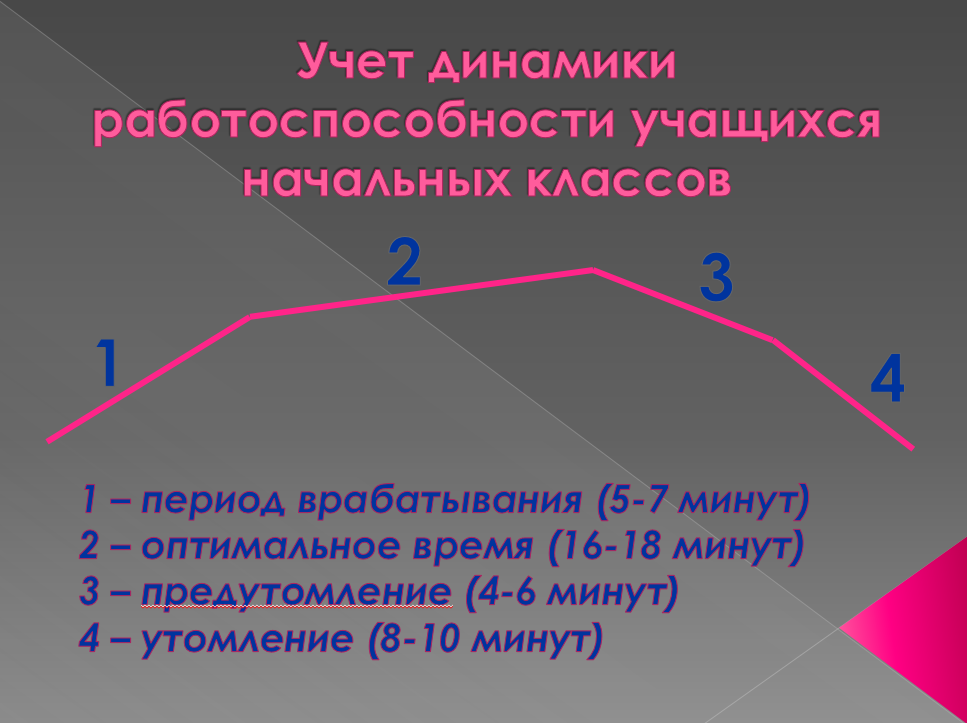 Учет динамики
работоспособности учащихся
начальных классов
2
3
1
4
1 – период врабатывания (5-7 минут)
2 – оптимальное время (16-18 минут)
3 – предутомление (4-6 минут)
4 – утомление (8-10 минут)